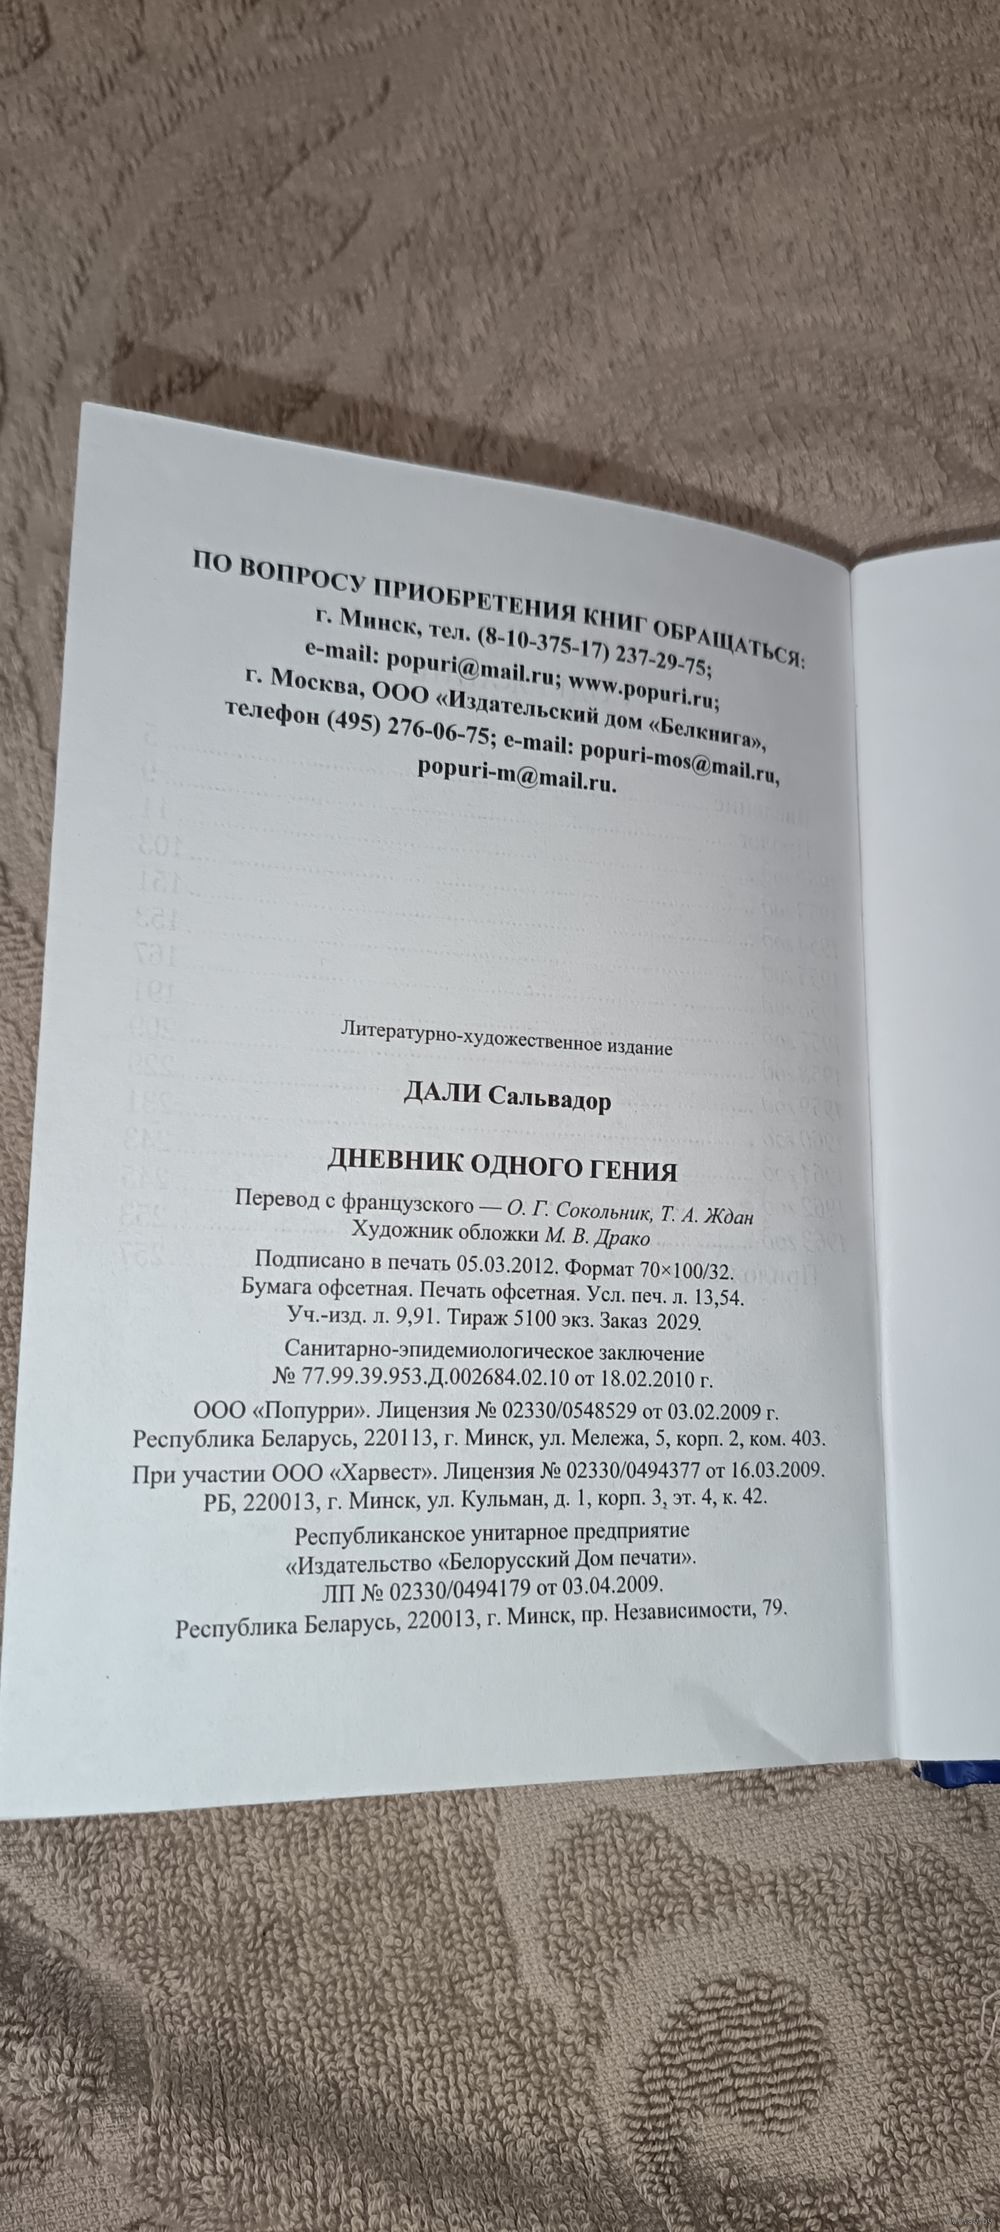 ПО ВОПРОСУ ПРИОБРЕТЕНИЯ КНИГ ОБРАЩАТЬСЯ:
г. Минск, тел. (8-10-375-17) 237-29-75;
e-mail: popuri@mail.ru; www.popuri.ru;
г. Москва, ООО «Издательский дом «Белкнига»,
телефон (495) 276-06-75; e-mail: popuri-mos@mail.ru,
popuri-m@mail.ru.
Литературно-художественное издание
ДАЛИ Сальвадор
ДНЕВНИК ОДНОГО ГЕНИЯ
Перевод с французского — О. Г. Сокольник, Т. А. Ждан
Художник обложки М. В. Драко
Подписано в печать 05.03.2012. Формат 70×100/32.
Бумага офсетная. Печать офсетная. Усл. печ. л. 13,54.
Уч.-изд. л. 9,91. Тираж 5100 экз. Заказ 2029.
Санитарно-эпидемиологическое заключение
№ 77.99.39.953.Д.002684.02.10 от 18.02.2010 г.
ООО «Попурри». Лицензия № 02330/0548529 от 03.02.2009 г.
Республика Беларусь, 220113, г. Минск, ул. Мележа, 5, корп. 2, ком. 403.
При участии ООО «Харвест». Лицензия № 02330/0494377 от 16.03.2009.
РБ, 220013, г. Минск, ул. Кульман, д. 1, корп. 3, эт. 4, к. 42.
Республиканское унитарное предприятие
«Издательство «Белорусский Дом печати».
ЛП № 02330/0494179 от 03.04.2009.
Республика Беларусь, 220013, г. Минск, пр. Независимости, 79.